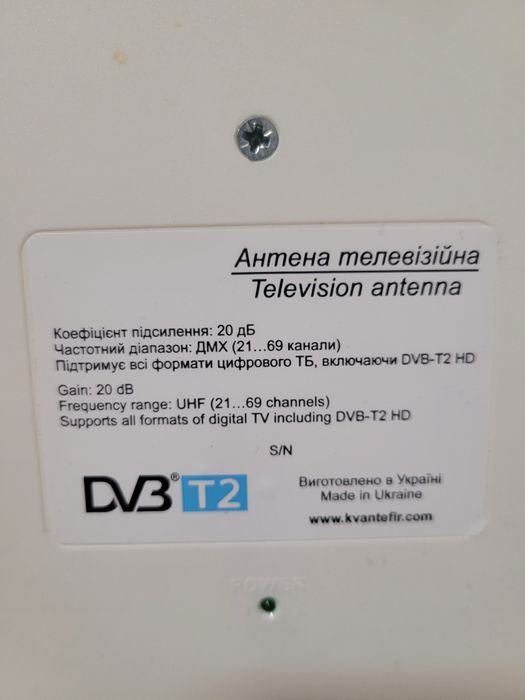 Антена телевізійна
Television antenna
Коефіцієнт підсилення: 20 дБ
Частотний діапазон: ДМХ (21...69 канали)
Підтримує всі формати цифрового ТБ, включаючи DVB-T2 HD
Gain: 20 dB
Frequency range: UHF (21...69 channels)
Supports all formats of digital TV including DVB-T2 HD
S/N
DVB® T2
Виготовлено в Україні
Made in Ukraine
www.kvantefir.com
POWER